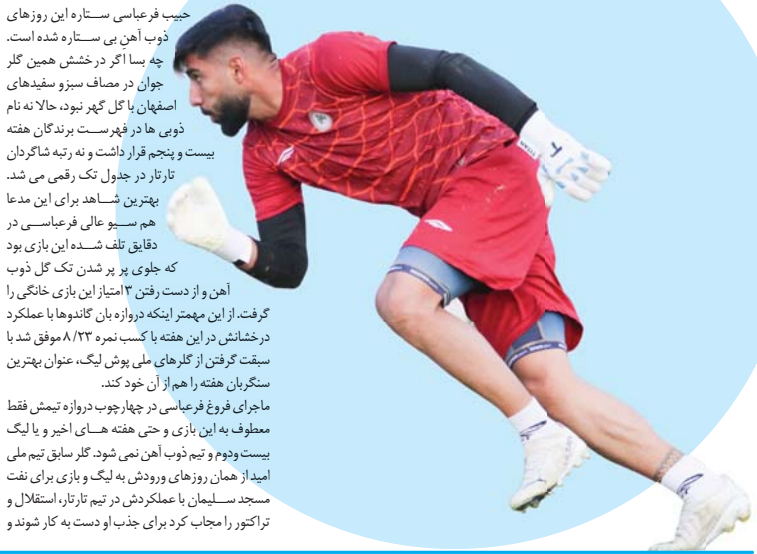 حبیب فرعباسی ستاره این روزهای
ذوب آهنِ بی ستاره شده است.
چه بسا اگر درخشش همین گلر
جوان در مصاف سبزو سفیدهای
اصفهان با گل گهر نبود، حالا نه نام
ذوبی ها در فهرست برندگان هفته
بیست و پنجم قرار داشت و نه رتبه شاگردان
تارتار در جدول تک رقمی می شد.
بهترین شاهد برای این مدعا
هم سیو عالی فرعباسی در
دقایق تلف شده این بازی بود
که جلوی پر پر شدن تک گل ذوب
آهن و از دست رفتن ۳ امتیاز این بازی خانگی را
گرفت. از این مهمتر اینکه دروازه بان گاندوها با عملکرد
درخشانش در این هفته با کسب نمره ۸/۲۳ موفق شد با
سبقت گرفتن از گلرهای ملی پوش لیگ، عنوان بهترین
سنگربان هفته را هم از آن خود کند.
ماجرای فروغ فرعباسی در چهارچوب دروازه تیمش فقط
معطوف به این بازی و حتی هفته هـای اخیر و یا لیگ
بیست ودوم و تیم ذوب آهن نمی شود. گلر سابق تیم ملی
امید از همان روزهای ورودش به لیگ و بازی برای نفت
مسجد سلیمان با عملکردش در تیم تارتار، استقلال و
تراکتور را مجاب کرد برای جذب او دست به کار شوند و